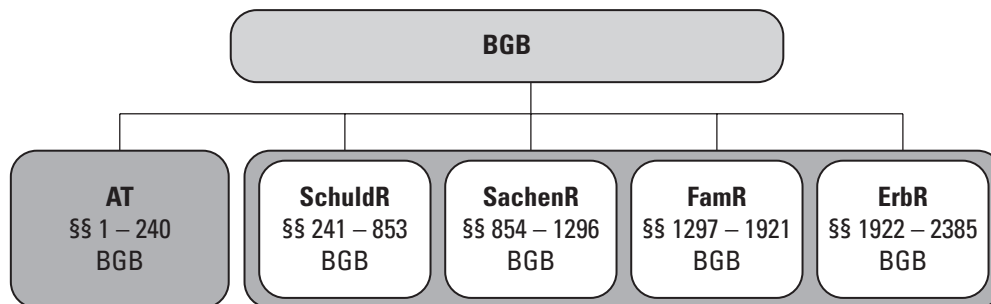 BGB
AT
§§ 1 – 240
BGB
SchuldR
§§ 241 – 853
BGB
SachenR
§§ 854 – 1296
BGB
FamR
§§ 1297 – 1921
BGB
ErbR
§§ 1922 – 2385
BGB